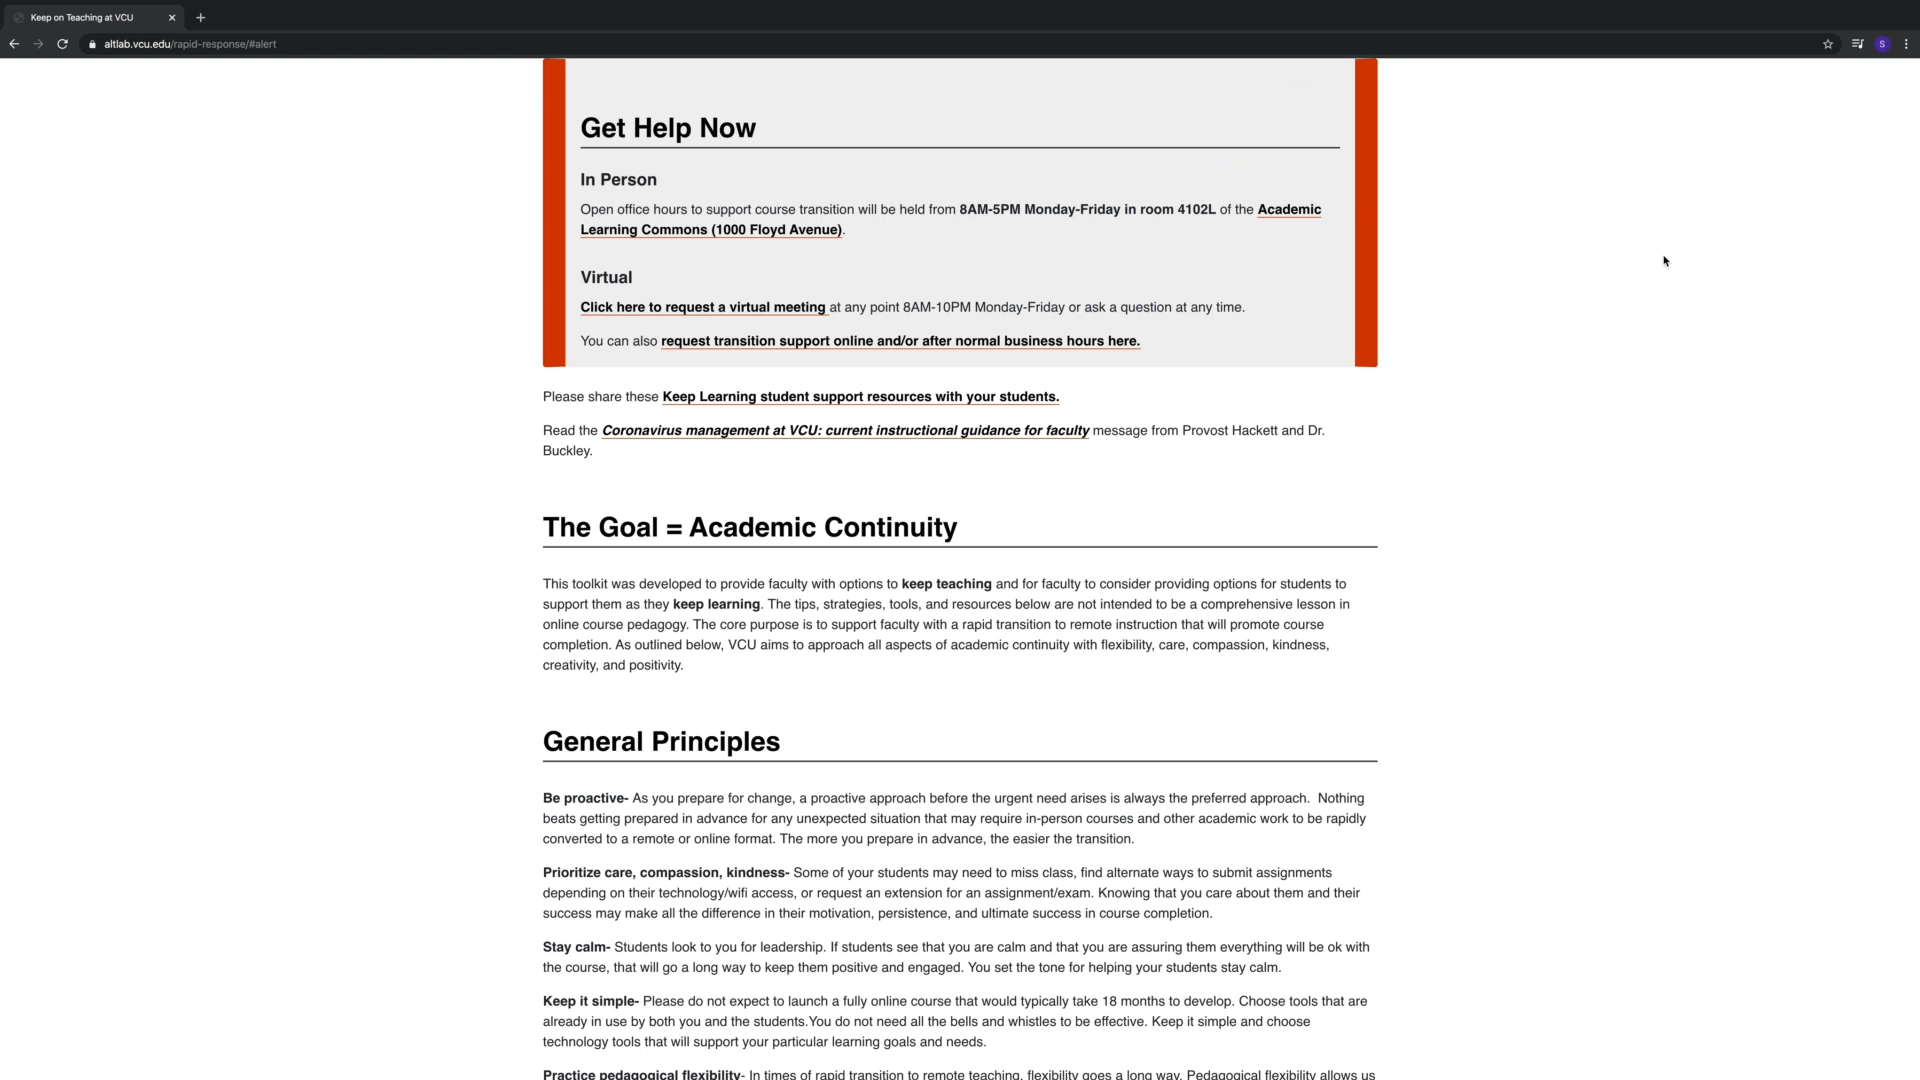 Keep on Teaching at VCU
altlab.vcu.edu/rapid-response/#alert
S
Get Help Now
In Person
Open office hours to support course transition will be held from 8AM-5PM Monday-Friday in room 4102L of the Academic
Learning Commons (1000 Floyd Avenue).
Virtual
Click here to request a virtual meeting at any point 8AM-10PM Monday-Friday or ask a question at any time.
You can also request transition support online and/or after normal business hours here.
Please share these Keep Learning student support resources with your students.
Read the Coronavirus management at VCU: current instructional guidance for faculty message from Provost Hackett and Dr.
Buckley.
The Goal = Academic Continuity
This toolkit was developed to provide faculty with options to keep teaching and for faculty to consider providing options for students to
support them as they keep learning. The tips, strategies, tools, and resources below are not intended to be a comprehensive lesson in
online course pedagogy. The core purpose is to support faculty with a rapid transition to remote instruction that will promote course
completion. As outlined below, VCU aims to approach all aspects of academic continuity with flexibility, care, compassion, kindness,
creativity, and positivity.
General Principles
Be proactive- As you prepare for change, a proactive approach before the urgent need arises is always the preferred approach.  Nothing
beats getting prepared in advance for any unexpected situation that may require in-person courses and other academic work to be rapidly
converted to a remote or online format. The more you prepare in advance, the easier the transition.
Prioritize care, compassion, kindness- Some of your students may need to miss class, find alternate ways to submit assignments
depending on their technology/wifi access, or request an extension for an assignment/exam. Knowing that you care about them and their
success may make all the difference in their motivation, persistence, and ultimate success in course completion.
Stay calm- Students look to you for leadership. If students see that you are calm and that you are assuring them everything will be ok with
the course, that will go a long way to keep them positive and engaged. You set the tone for helping your students stay calm.
Keep it simple- Please do not expect to launch a fully online course that would typically take 18 months to develop. Choose tools that are
already in use by both you and the students.You do not need all the bells and whistles to be effective. Keep it simple and choose
technology tools that will support your particular learning goals and needs.
Practice pedagogical flexibility- In times of rapid transition to remote teaching, flexibility goes a long way. Pedagogical flexibility allows us